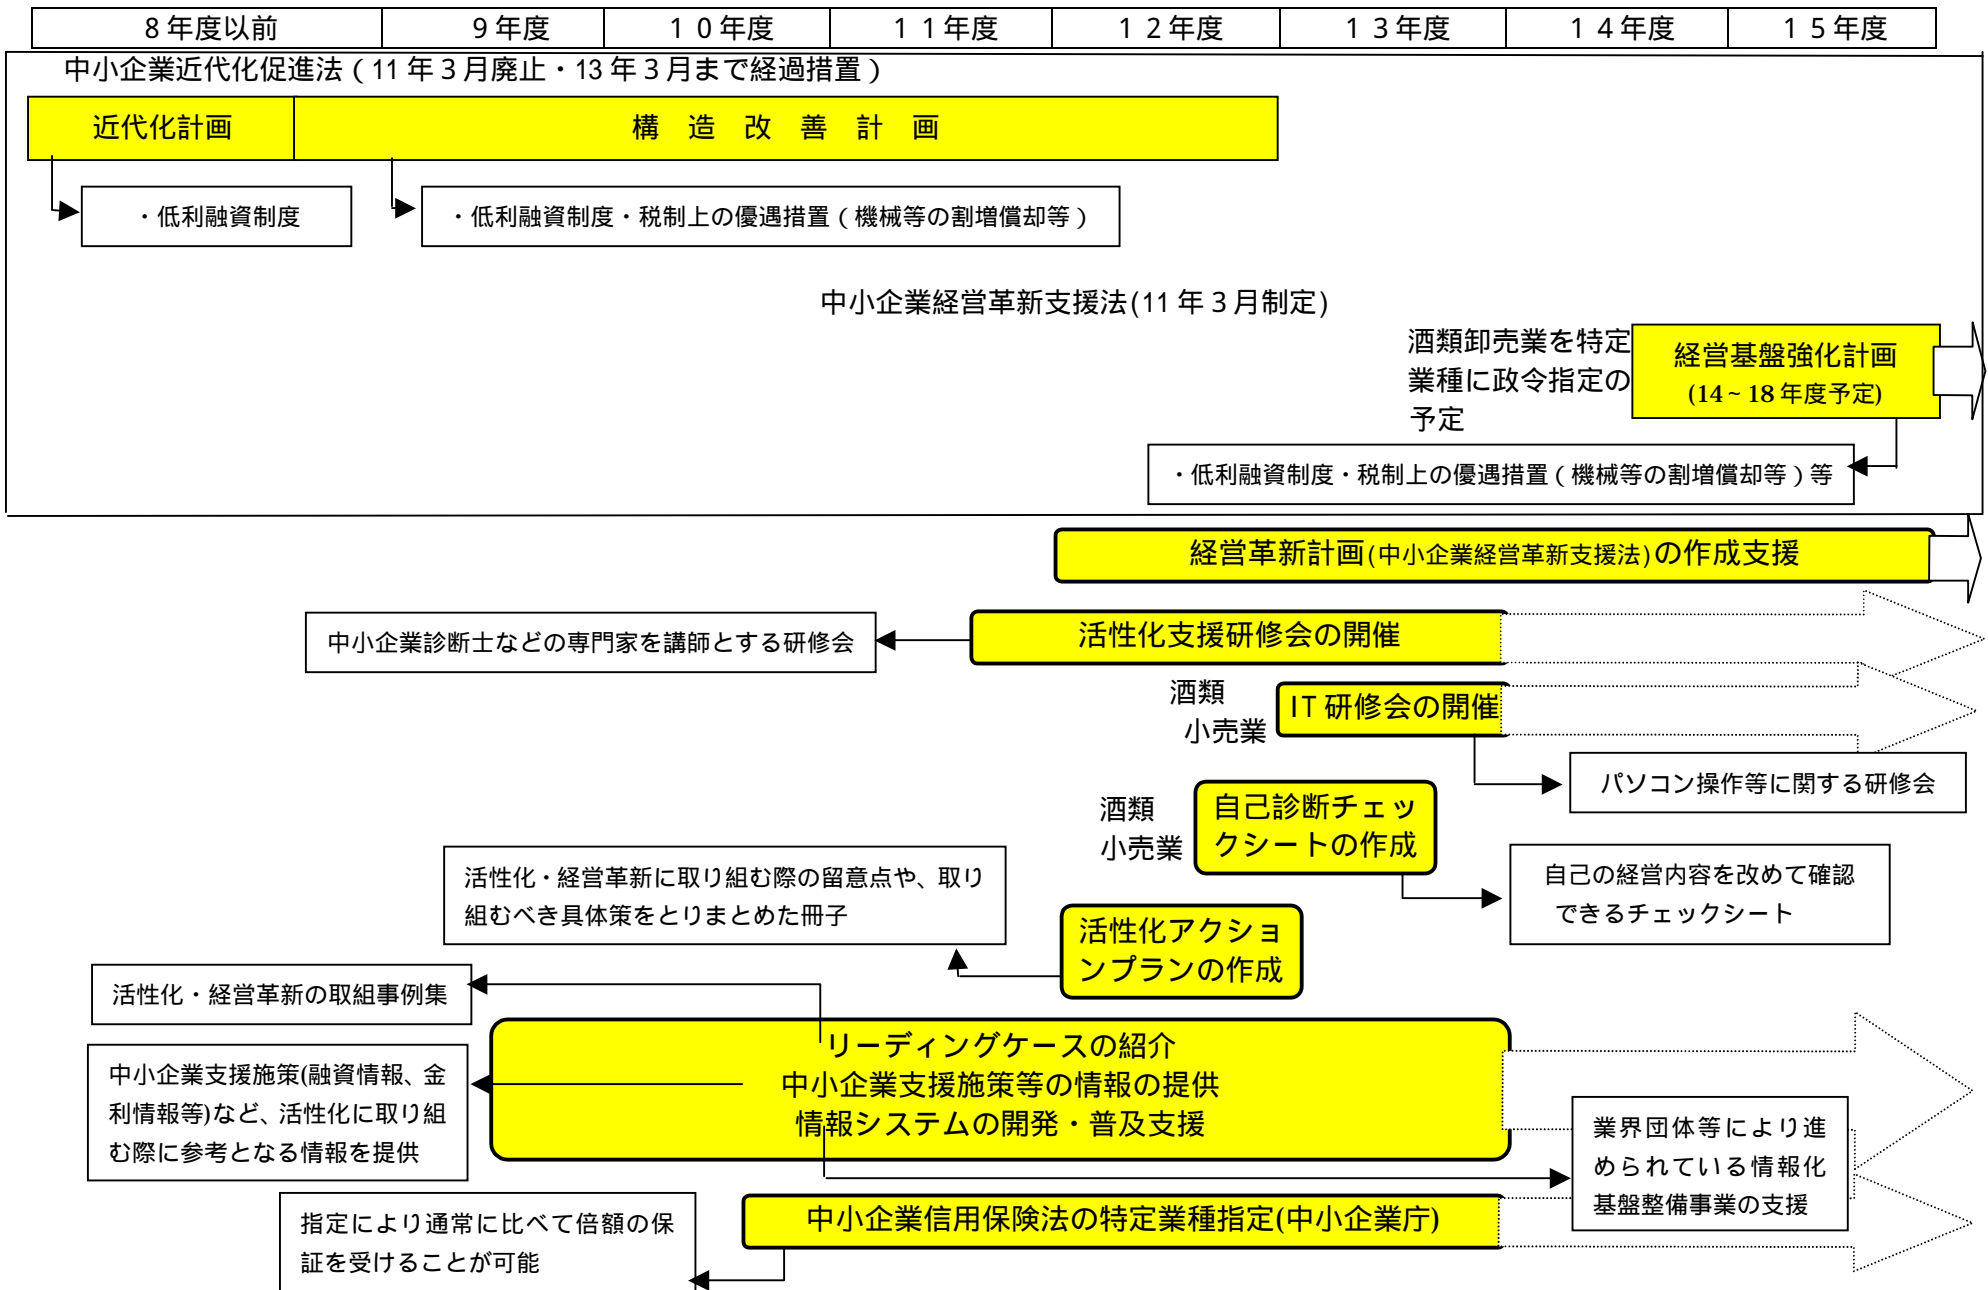 ８年度以前 ９年度 １０年度 １１年度 １２年度 １３年度 １４年度 １５年度
中小企業近代化促進法（11年３月廃止・13年３月まで経過措置）
近代化計画 構　造　改　善　計　画
・低利融資制度 ・低利融資制度・税制上の優遇措置（機械等の割増償却等）
中小企業経営革新支援法(11年３月制定)
酒類卸売業を特定
業種に政令指定の
予定
経営基盤強化計画
(14~18年度予定)
・低利融資制度・税制上の優遇措置（機械等の割増償却等）等
経営革新計画(中小企業経営革新支援法)の作成支援
中小企業診断士などの専門家を講師とする研修会 活性化支援研修会の開催
酒類
小売業
IT研修会の開催
パソコン操作等に関する研修会
酒類
小売業
自己診断チェッ
クシートの作成
自己の経営内容を改めて確認
できるチェックシート
活性化・経営革新に取り組む際の留意点や、取り
組むべき具体策をとりまとめた冊子
活性化アクショ
ンプランの作成
活性化・経営革新の取組事例集
リーディングケースの紹介
中小企業支援施策等の情報の提供
情報システムの開発・普及支援
中小企業支援施策(融資情報、金
利情報等)など、活性化に取り組
む際に参考となる情報を提供
業界団体等により進
められている情報化
基盤整備事業の支援
指定により通常に比べて倍額の保
証を受けることが可能
中小企業信用保険法の特定業種指定(中小企業庁)